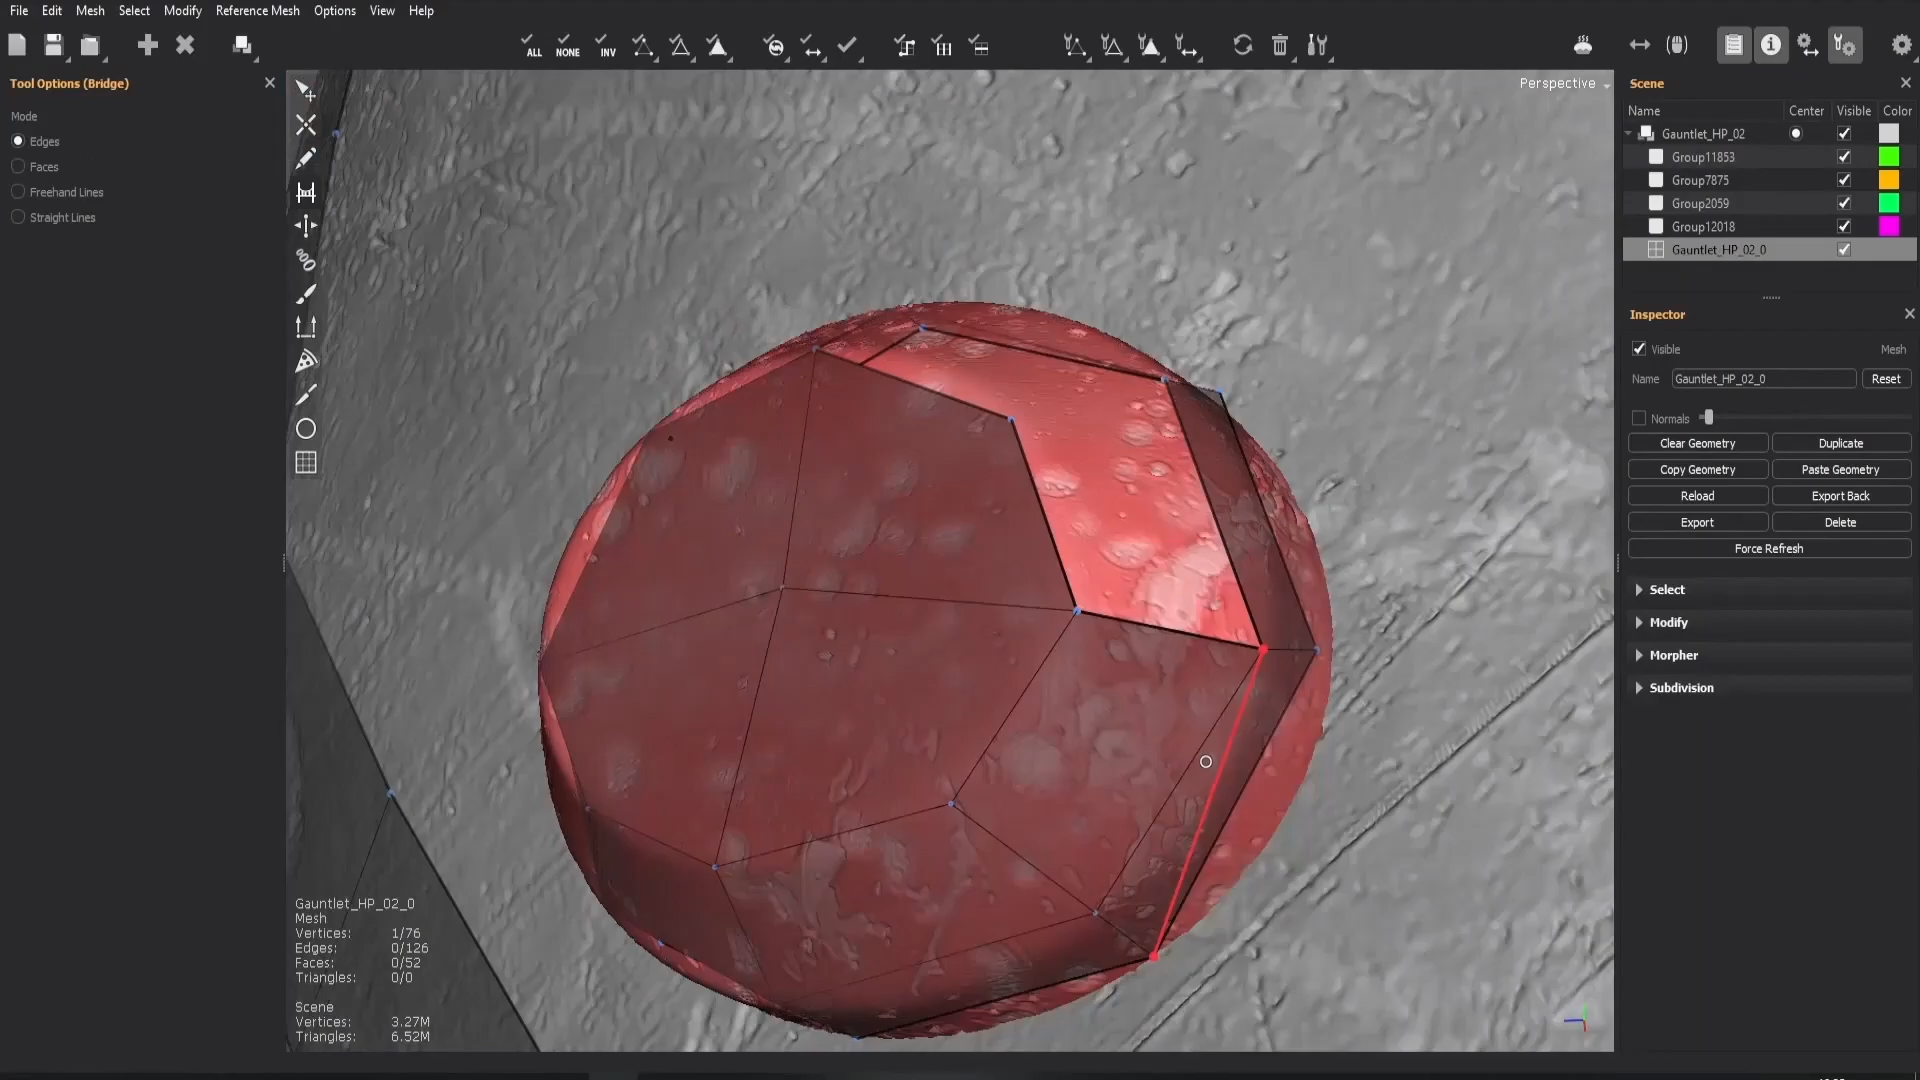 File Edit Mesh Select Modify Reference Mesh Options View Help
ALL NONE INV
Tool Options (Bridge)
Mode
Edges
Faces
Freehand Lines
Straight Lines
Perspective
Gauntlet_HP_02_0
Mesh
Vertices: 1/76
Edges: 0/126
Faces: 0/52
Triangles: 0/0
Scene
Vertices: 3.27M
Triangles: 6.52M
Scene
Name Center Visible Color
Gauntlet_HP_02
Group11853
Group7875
Group2059
Group12018
Gauntlet_HP_02_0
Inspector
Visible Mesh
Name Gauntlet_HP_02_0 Reset
Normals
Clear Geometry Duplicate
Copy Geometry Paste Geometry
Reload Export Back
Export Delete
Force Refresh
Select
Modify
Morpher
Subdivision